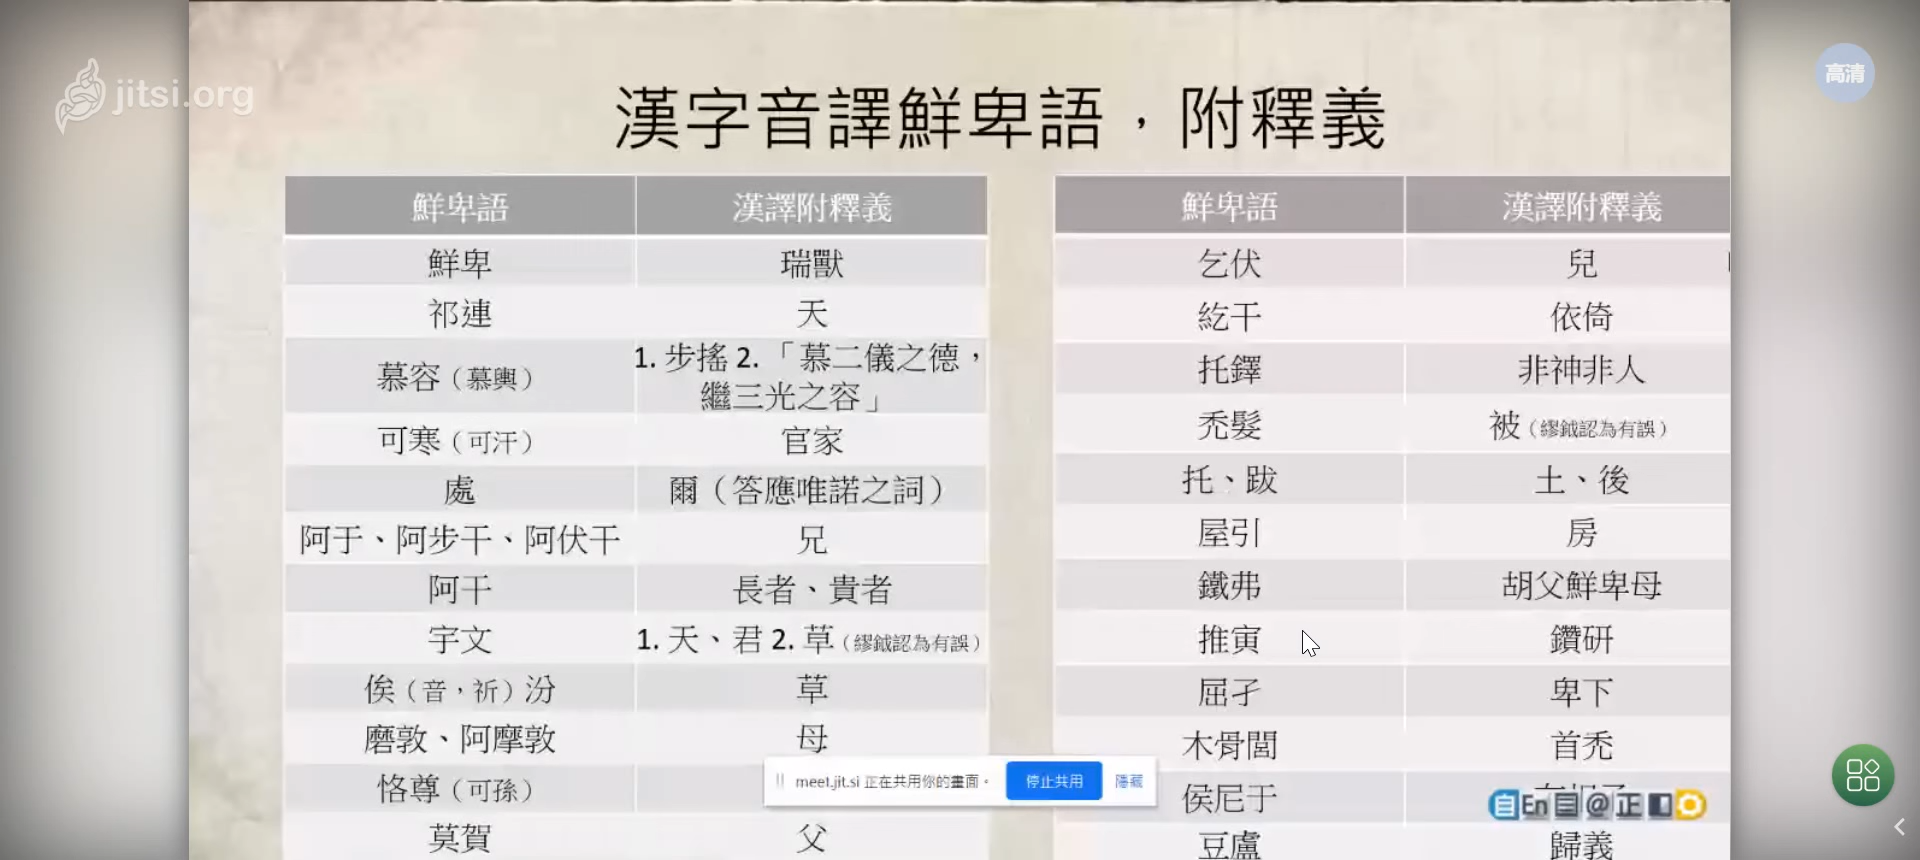 jitsi.org
高清
漢字音譯鮮卑語，附釋義
鮮卑語 漢譯附釋義
鮮卑 瑞獸
祁連 天
慕容（慕輿） 1. 步搖 2. 「慕二儀之德，
繼三光之容」
可寒（可汗） 官家
處 爾（答應唯諾之詞）
阿于、阿步干、阿伏干 兄
阿干 長者、貴者
宇文 1. 天、君 2. 草（繆鉞認為有誤）
俟（音，祈）汾 草
磨敦、阿摩敦 母
恪尊（可孫）
莫賀 父
鮮卑語 漢譯附釋義
乞伏 兒
紇干 依倚
托鐸 非神非人
禿髮 被（繆鉞認為有誤）
托、跋 土、後
屋引 房
鐵弗 胡父鮮卑母
推寅 鑽研
屈孑 卑下
木骨閭 首禿
侯尼于
豆盧 歸義
meet.jit.si 正在共用你的畫面。 停止共用 隱藏
En @ 正